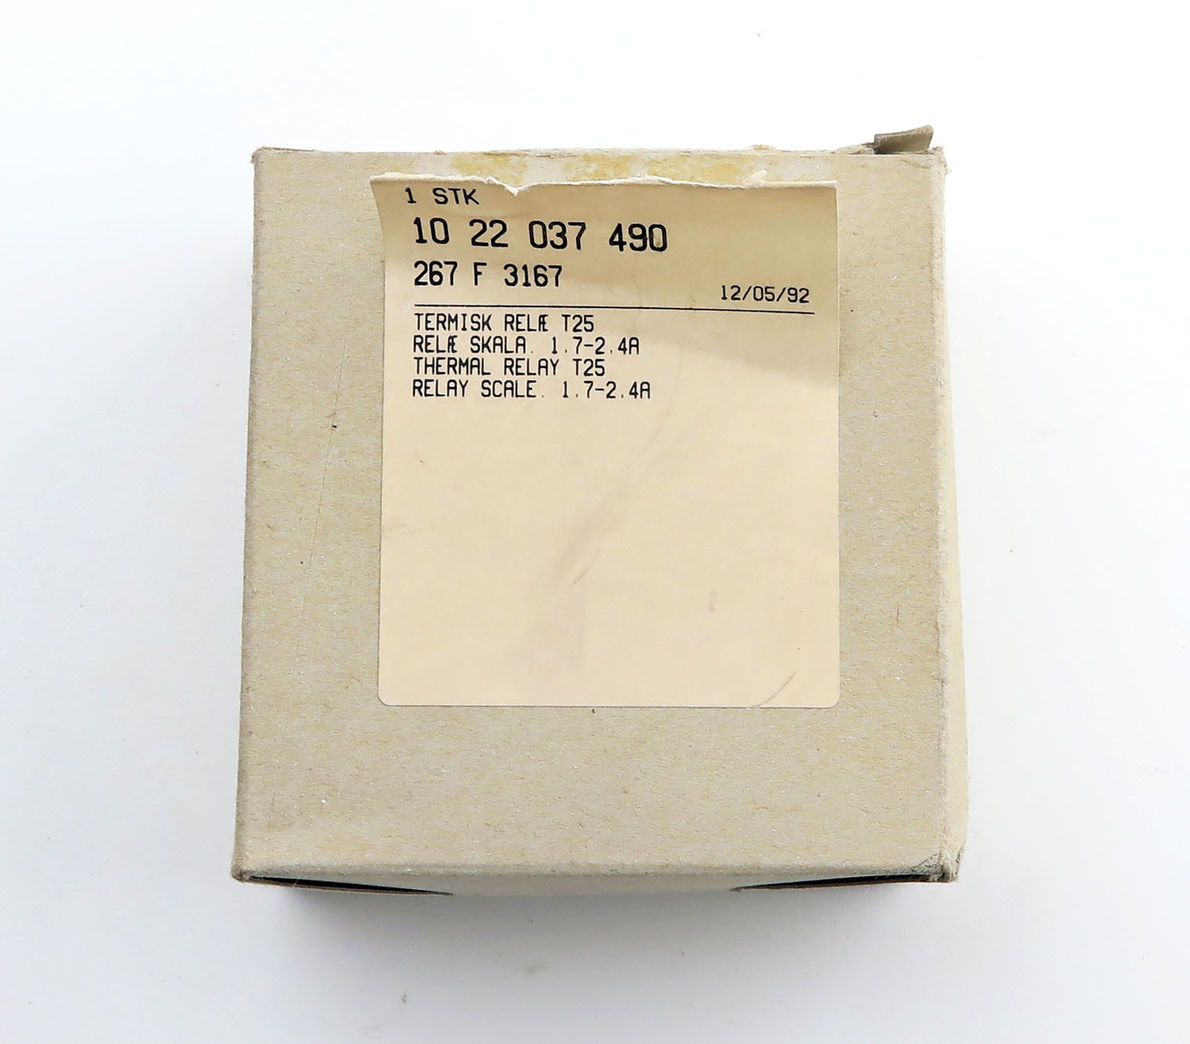 1 STK
10 22 037 490
267 F 3167
12/05/92
TERMISK RELÆ T25
RELÆ SKALA. 1.7-2.4A
THERMAL RELAY T25
RELAY SCALE. 1.7-2.4A